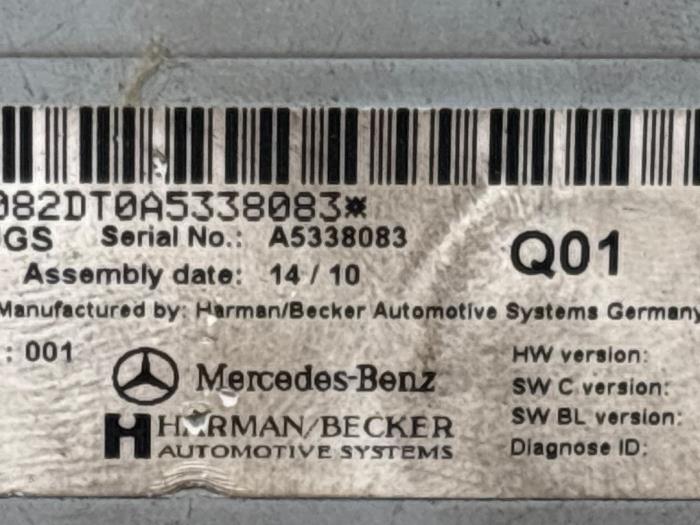 082DT0A5338083*
GS Serial No.: A5338083
Q01
Assembly date: 14 / 10
Manufactured by: Harman/Becker Automotive Systems Germany
: 001
Mercedes-Benz
HARMAN/BECKER
AUTOMOTIVE SYSTEMS
HW version:
SW C version:
SW BL version:
Diagnose ID: